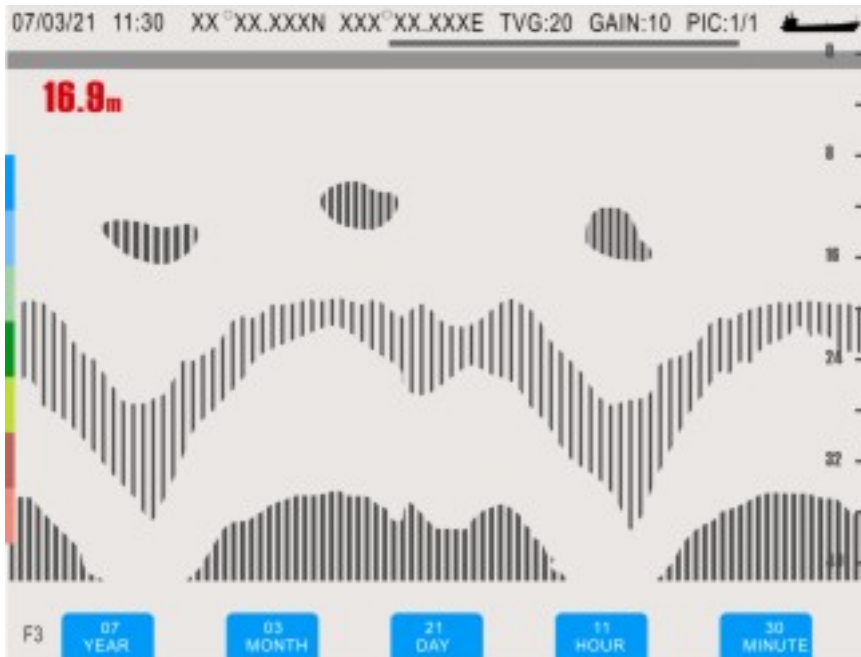 07/03/21 11:30 XX°XX.XXXN XXX°XX.XXXE TVG:20 GAIN:10 PIC:1/1
0
16.9m
8
16
24
32
F3
07
YEAR
03
MONTH
21
DAY
11
HOUR
30
MINUTE